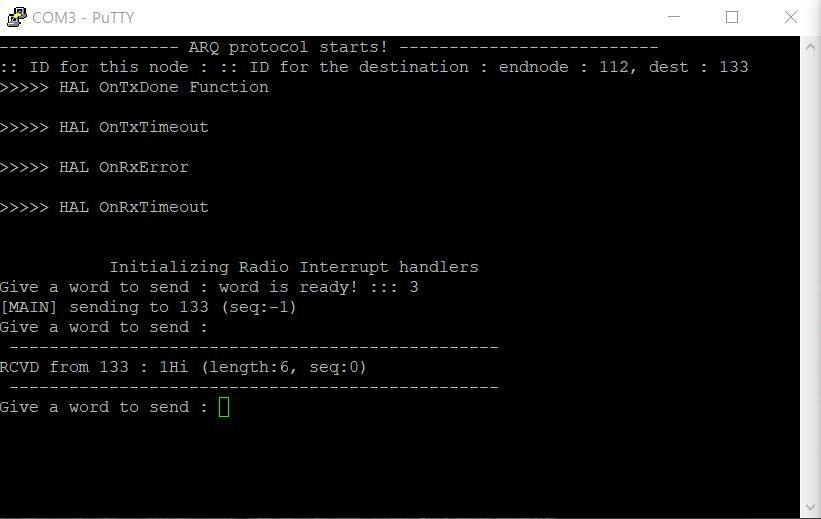 COM3 - PuTTY
------------------ ARQ protocol starts! --------------------------
:: ID for this node : :: ID for the destination : endnode : 112, dest : 133
>>>>> HAL OnTxDone Function
>>>>> HAL OnTxTimeout
>>>>> HAL OnRxError
>>>>> HAL OnRxTimeout
Initializing Radio Interrupt handlers
Give a word to send : word is ready! ::: 3
[MAIN] sending to 133 (seq:-1)
Give a word to send :
-------------------------------------------------
RCVD from 133 : 1Hi (length:6, seq:0)
-------------------------------------------------
Give a word to send :